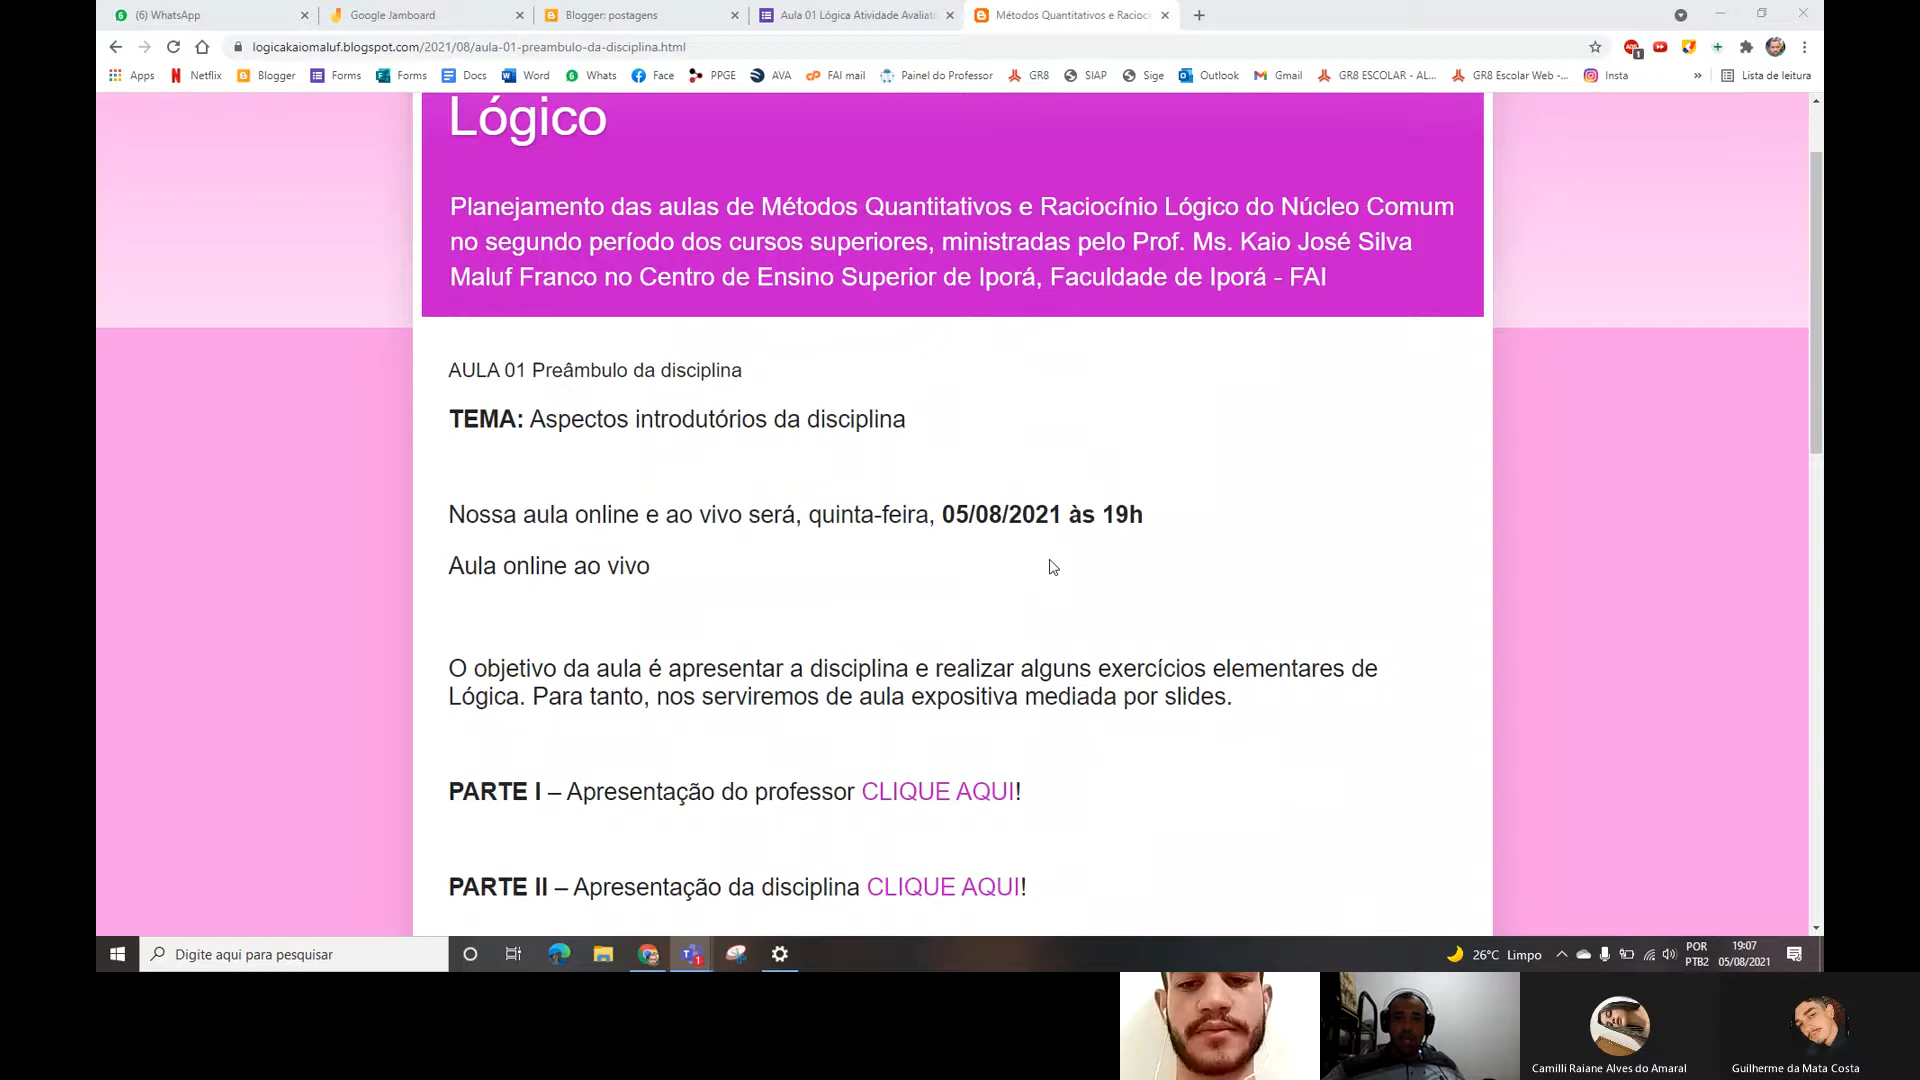 (6) WhatsApp
Google Jamboard
Blogger: postagens
Aula 01 Lógica Atividade Avaliat
Métodos Quantitativos e Racioc
logicakaiomaluf.blogspot.com/2021/08/aula-01-preambulo-da-disciplina.html
Apps Netflix Blogger Forms Forms Docs Word Whats Face PPGE AVA FAI mail Painel do Professor GR8 SIAP Sige Outlook Gmail GR8 ESCOLAR - AL... GR8 Escolar Web -... Insta » Lista de leitura
Lógico
Planejamento das aulas de Métodos Quantitativos e Raciocínio Lógico do Núcleo Comum
no segundo período dos cursos superiores, ministradas pelo Prof. Ms. Kaio José Silva
Maluf Franco no Centro de Ensino Superior de Iporá, Faculdade de Iporá - FAI
AULA 01 Preâmbulo da disciplina
TEMA: Aspectos introdutórios da disciplina
Nossa aula online e ao vivo será, quinta-feira, 05/08/2021 às 19h
Aula online ao vivo
O objetivo da aula é apresentar a disciplina e realizar alguns exercícios elementares de
Lógica. Para tanto, nos serviremos de aula expositiva mediada por slides.
PARTE I – Apresentação do professor CLIQUE AQUI!
PARTE II – Apresentação da disciplina CLIQUE AQUI!
Digite aqui para pesquisar
26°C Limpo
POR
PTB2
19:07
05/08/2021
Camilli Raiane Alves do Amaral
Guilherme da Mata Costa